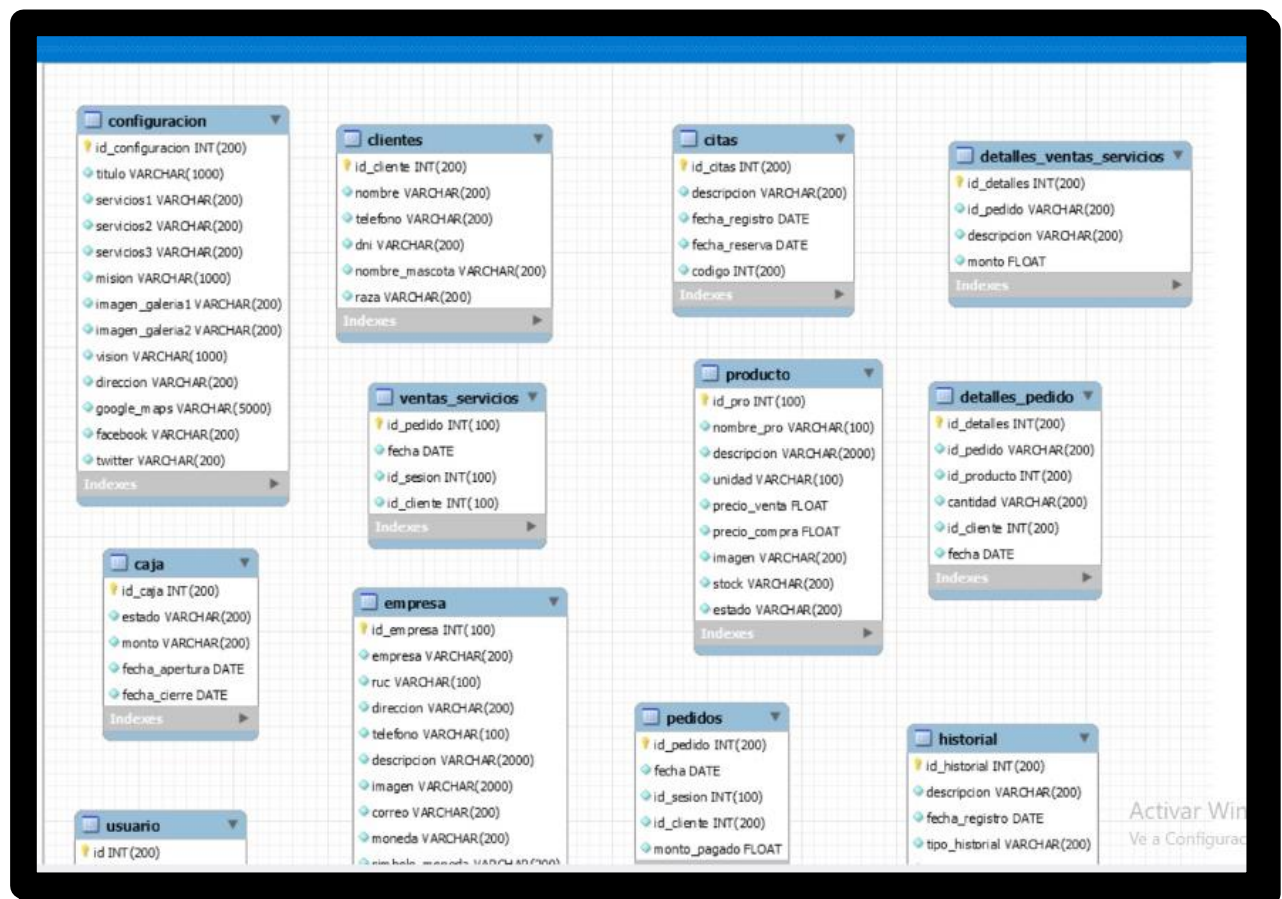 configuracion
id_configuracion INT(200)
titulo VARCHAR(1000)
servicios1 VARCHAR(200)
servicios2 VARCHAR(200)
servicios3 VARCHAR(200)
mision VARCHAR(1000)
imagen_galeria1 VARCHAR(200)
imagen_galeria2 VARCHAR(200)
vision VARCHAR(1000)
direccion VARCHAR(200)
google_maps VARCHAR(5000)
facebook VARCHAR(200)
twitter VARCHAR(200)
Indexes
clientes
id_cliente INT(200)
nombre VARCHAR(200)
telefono VARCHAR(200)
dni VARCHAR(200)
nombre_mascota VARCHAR(200)
raza VARCHAR(200)
Indexes
citas
id_citas INT(200)
descripcion VARCHAR(200)
fecha_registro DATE
fecha_reserva DATE
codigo INT(200)
Indexes
detalles_ventas_servicios
id_detalles INT(200)
id_pedido VARCHAR(200)
descripcion VARCHAR(200)
monto FLOAT
Indexes
ventas_servicios
id_pedido INT(100)
fecha DATE
id_sesion INT(100)
id_cliente INT(100)
Indexes
producto
id_pro INT(100)
nombre_pro VARCHAR(100)
descripcion VARCHAR(2000)
unidad VARCHAR(100)
precio_venta FLOAT
precio_compra FLOAT
imagen VARCHAR(200)
stock VARCHAR(200)
estado VARCHAR(200)
Indexes
detalles_pedido
id_detalles INT(200)
id_pedido VARCHAR(200)
id_producto INT(200)
cantidad VARCHAR(200)
id_cliente INT(200)
fecha DATE
Indexes
caja
id_caja INT(200)
estado VARCHAR(200)
monto VARCHAR(200)
fecha_apertura DATE
fecha_cierre DATE
Indexes
empresa
id_empresa INT(100)
empresa VARCHAR(200)
ruc VARCHAR(100)
direccion VARCHAR(200)
telefono VARCHAR(100)
descripcion VARCHAR(2000)
imagen VARCHAR(2000)
correo VARCHAR(200)
moneda VARCHAR(200)
simbolo_moneda VARCHAR(200)
pedidos
id_pedido INT(200)
fecha DATE
id_sesion INT(100)
id_cliente INT(200)
monto_pagado FLOAT
historial
id_historial INT(200)
descripcion VARCHAR(200)
fecha_registro DATE
tipo_historial VARCHAR(200)
usuario
id INT(200)
Activar Win
Ve a Configurac